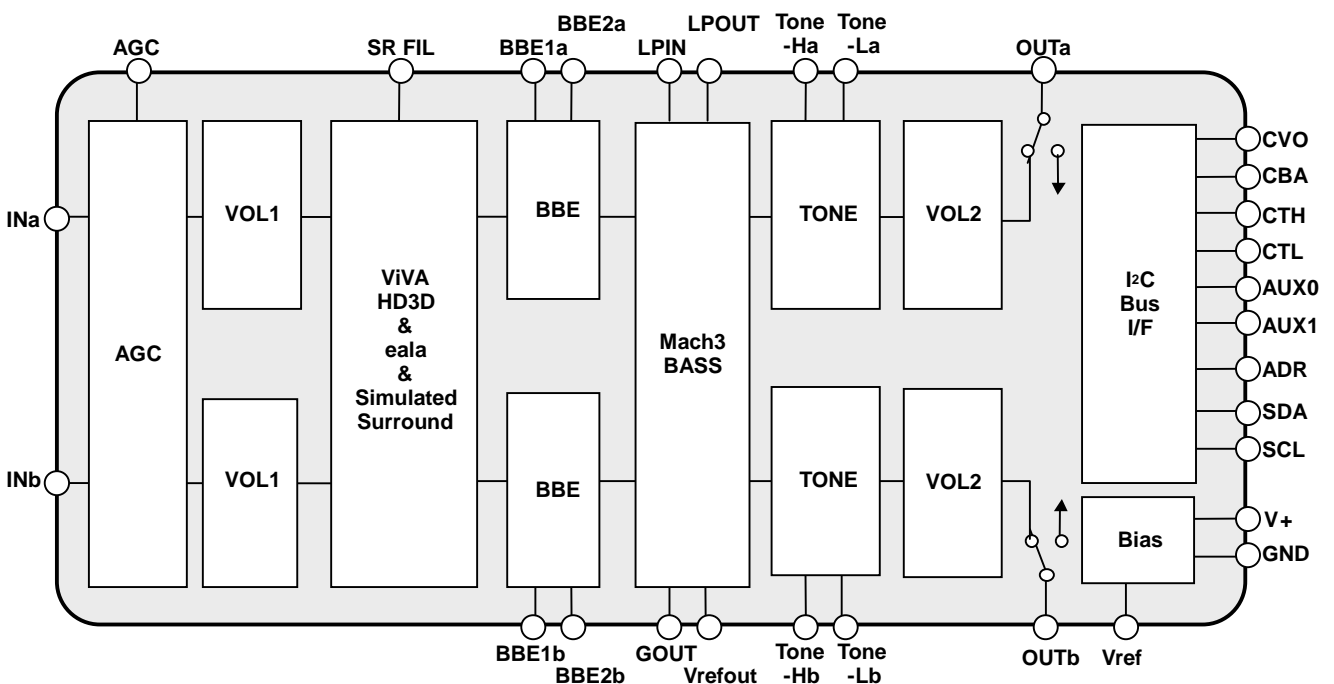 BBE2a LPOUT Tone
AGC SR FIL BBE1a LPIN -Ha Tone
-La OUTa
CVO
CBA
CTH
CTL
AUX0
AUX1
ADR
SDA
SCL
V+
GND
INa
INb
AGC
VOL1
VOL1
ViVA
HD3D
&
eala
&
Simulated
Surround
BBE
BBE
Mach3
BASS
TONE
TONE
VOL2
VOL2
I²C
Bus
I/F
Bias
BBE1b
BBE2b
GOUT
Vrefout
Tone
-Hb
Tone
-Lb
OUTb
Vref